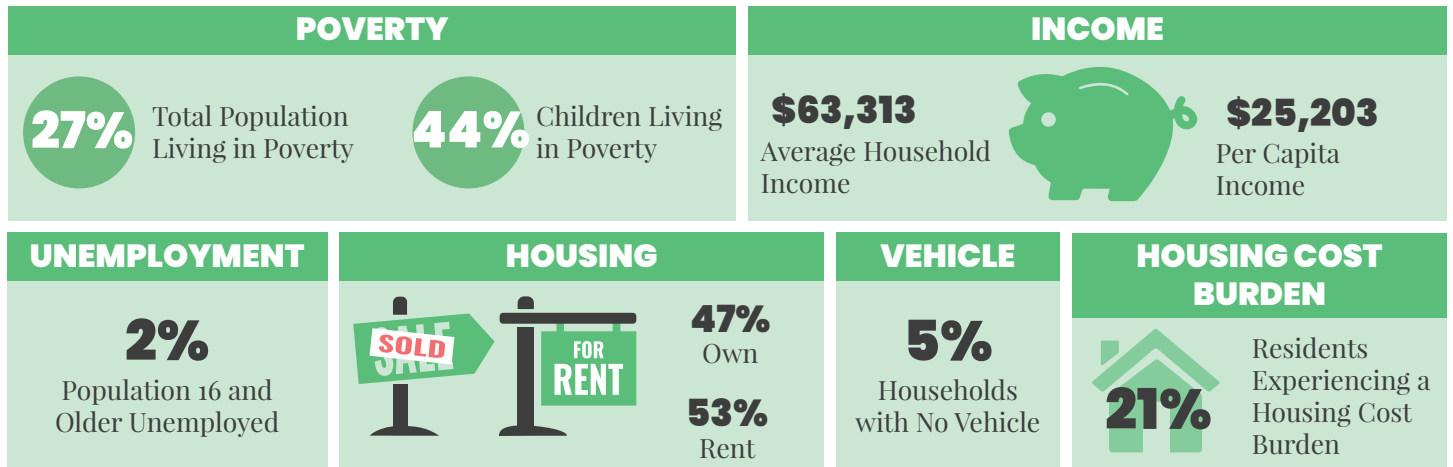 POVERTY
27%
Total Population
Living in Poverty
44%
Children Living
in Poverty
INCOME
$63,313
Average Household
Income
$25,203
Per Capita
Income
UNEMPLOYMENT
2%
Population 16 and
Older Unemployed
HOUSING
SALE
SOLD
FOR
RENT
47%
Own
53%
Rent
VEHICLE
5%
Households
with No Vehicle
HOUSING COST
BURDEN
21%
Residents
Experiencing a
Housing Cost
Burden